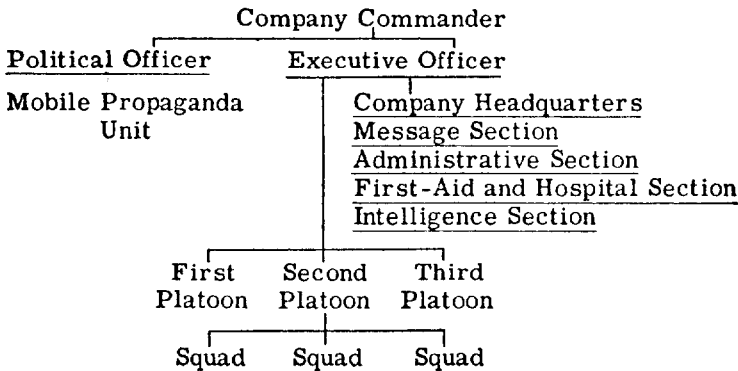 Company Commander
Political Officer
Executive Officer
Mobile Propaganda
Unit
Company Headquarters
Message Section
Administrative Section
First-Aid and Hospital Section
Intelligence Section
First
Platoon
Second
Platoon
Third
Platoon
Squad
Squad
Squad